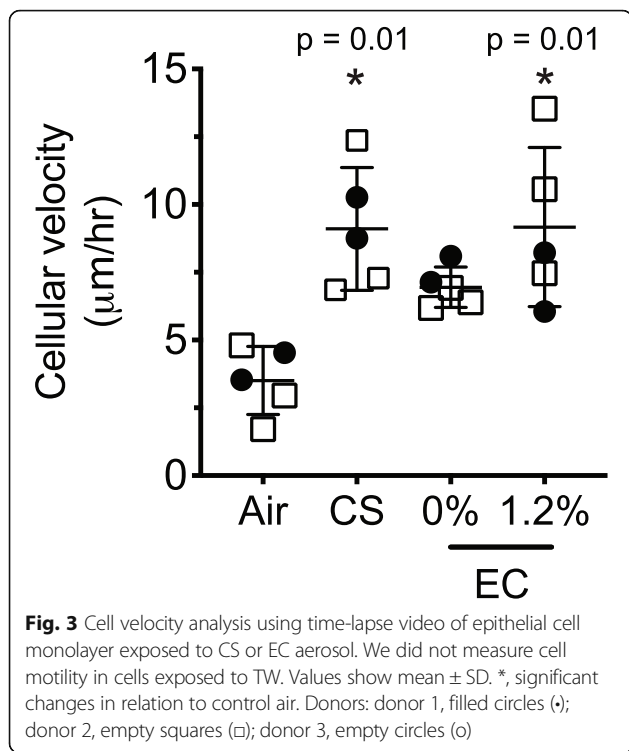 p = 0.01 p = 0.01
* *
15
10
5
0
Cellular velocity
(μm/hr)
Air CS 0% 1.2%
EC
Fig. 3 Cell velocity analysis using time-lapse video of epithelial cell
monolayer exposed to CS or EC aerosol. We did not measure cell
motility in cells exposed to TW. Values show mean ± SD. *, significant
changes in relation to control air. Donors: donor 1, filled circles (•);
donor 2, empty squares (□); donor 3, empty circles (o)